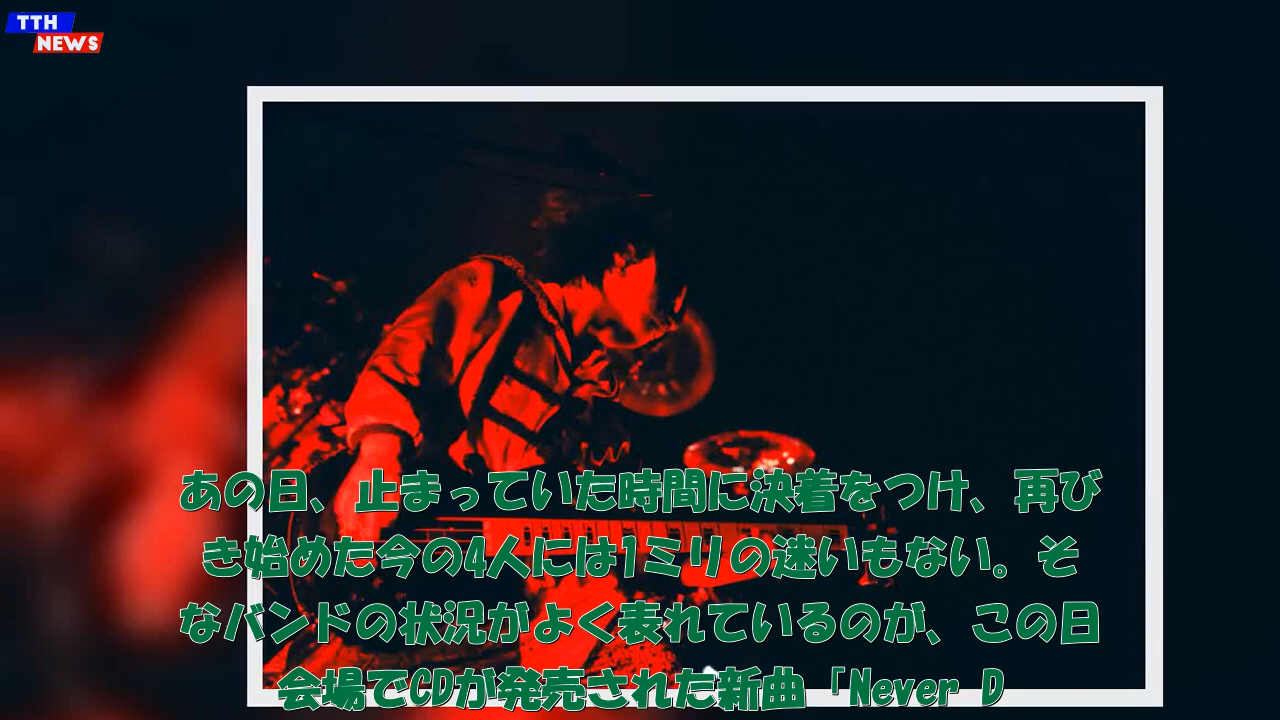 TTH
NEWS
あの日、止まっていた時間に決着をつけ、再び
き始めた今の4人には1ミリの迷いもない。そ
なバンドの状況がよく表れているのが、この日
会場でCDが発売された新曲「Never D